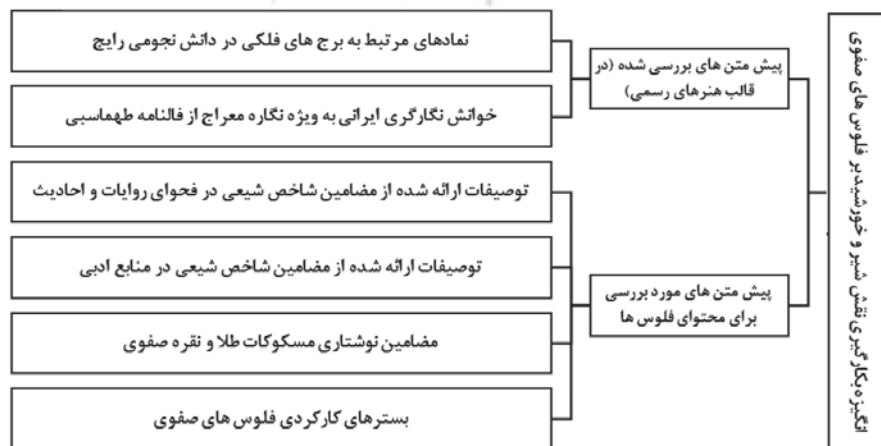 انگیزه بکارگیری نقش شیر و خورشید بر فلوس های صفوی
پیش متن های بررسی شده (در
قالب هنرهای رسمی)
نمادهای مرتبط به برج های فلکی در دانش نجومی رایج
خوانش نگارگری ایرانی به ویژه نگاره معراج از فالنامه طهماسبی
پیش متن های مورد بررسی
برای محتوای فلوس ها
توصیفات ارائه شده از مضامین شاخص شیعی در فحوای روایات و احادیث
توصیفات ارائه شده از مضامین شاخص شیعی در منابع ادبی
مضامین نوشتاری مسکوکات طلا و نقره صفوی
بسترهای کارکردی فلوس های صفوی